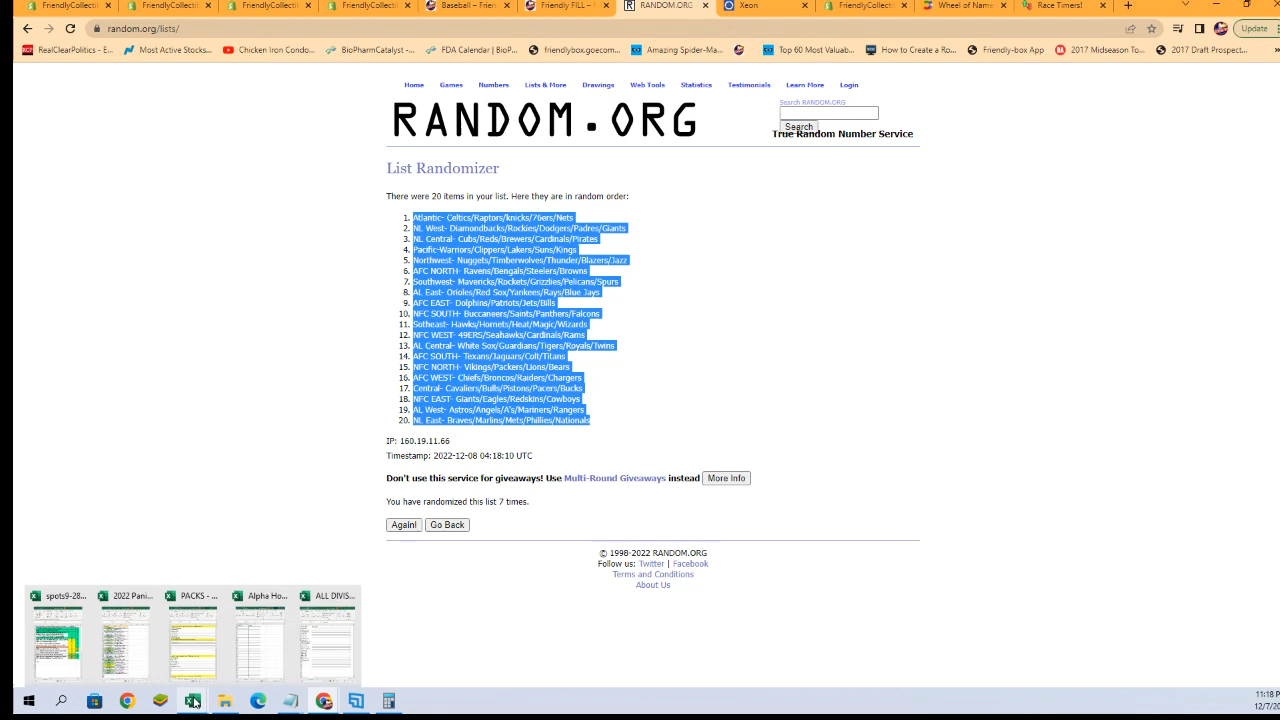 FriendlyCollecti
FriendlyCollecti
FriendlyCollecti
FriendlyCollecti
Baseball – Frien
Friendly FILL –
RANDOM.ORG
Xeon
FriendlyCollecti
Wheel of Name
Race Timers!
random.org/lists/
Update
RealClearPolitics - E...
Most Active Stocks...
Chicken Iron Condo...
BioPharmCatalyst -...
FDA Calendar | BioP...
friendlybox.goecom...
Amazing Spider-Ma...
Top 60 Most Valuab...
How to Create a Ro...
Friendly-box App
2017 Midseason To...
2017 Draft Prospect...
Home Games Numbers Lists & More Drawings Web Tools Statistics Testimonials Learn More Login
RANDOM.ORG
Search RANDOM.ORG
Search
True Random Number Service
List Randomizer
There were 20 items in your list. Here they are in random order:
1. Atlantic- Celtics/Raptors/knicks/76ers/Nets
2. NL West- Diamondbacks/Rockies/Dodgers/Padres/Giants
3. NL Central- Cubs/Reds/Brewers/Cardinals/Pirates
4. Pacific-Warriors/Clippers/Lakers/Suns/Kings
5. Northwest- Nuggets/Timberwolves/Thunder/Blazers/Jazz
6. AFC NORTH- Ravens/Bengals/Steelers/Browns
7. Southwest- Mavericks/Rockets/Grizzlies/Pelicans/Spurs
8. AL East- Orioles/Red Sox/Yankees/Rays/Blue Jays
9. AFC EAST- Dolphins/Patriots/Jets/Bills
10. NFC SOUTH- Buccaneers/Saints/Panthers/Falcons
11. Sotheast- Hawks/Hornets/Heat/Magic/Wizards
12. NFC WEST- 49ERS/Seahawks/Cardinals/Rams
13. AL Central- White Sox/Guardians/Tigers/Royals/Twins
14. AFC SOUTH- Texans/Jaguars/Colt/Titans
15. NFC NORTH- Vikings/Packers/Lions/Bears
16. AFC WEST- Chiefs/Broncos/Raiders/Chargers
17. Central- Cavaliers/Bulls/Pistons/Pacers/Bucks
18. NFC EAST- Giants/Eagles/Redskins/Cowboys
19. AL West- Astros/Angels/A's/Mariners/Rangers
20. NL East- Braves/Marlins/Mets/Phillies/Nationals
IP: 160.19.11.66
Timestamp: 2022-12-08 04:18:10 UTC
Don't use this service for giveaways! Use Multi-Round Giveaways instead More Info
You have randomized this list 7 times.
Again! Go Back
© 1998-2022 RANDOM.ORG
Follow us: Twitter | Facebook
Terms and Conditions
About Us
spots9-28...
2022 Pani...
PACKS - ...
Alpha Ho...
ALL DIVIS...
11:18 P
12/7/20